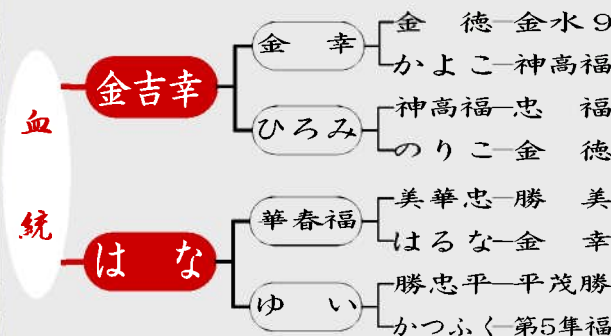 血統
金吉幸
金幸
金徳 金水9
かよこ 神高福
ひろみ
神高福 忠福
のりこ 金徳
はな
華春福
美華忠 勝美
はるな 金幸
ゆい
勝忠平 平茂勝
かつふく 第5隼福